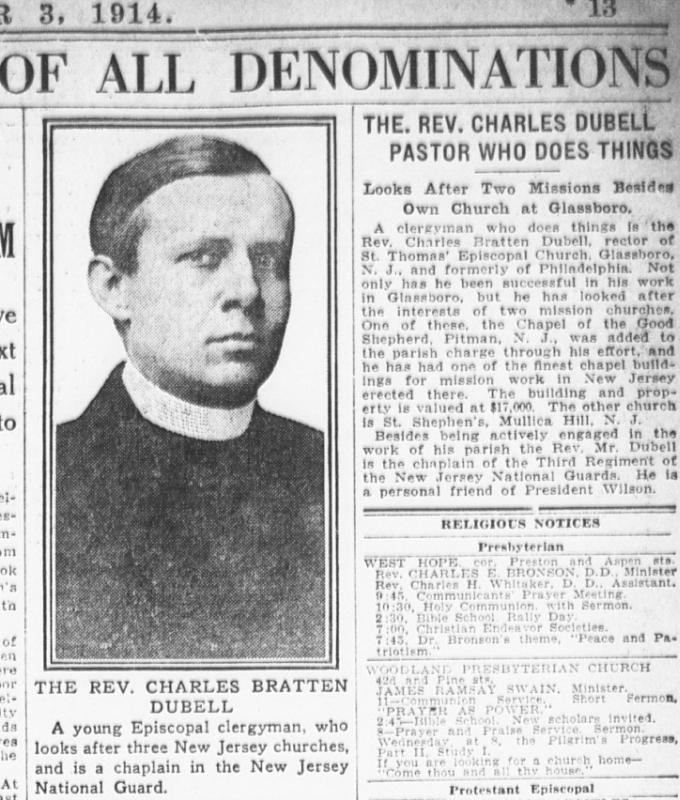 R 3, 1914.
13
OF ALL DENOMINATIONS
THE REV. CHARLES BRATTEN
DUBELL
A young Episcopal clergyman, who
looks after three New Jersey churches,
and is a chaplain in the New Jersey
National Guard.
THE. REV. CHARLES DUBELL
PASTOR WHO DOES THINGS
Looks After Two Missions Besides
Own Church at Glassboro.
A clergyman who does things is the
Rev. Charles Bratten Dubell, rector of
St. Thomas' Episcopal Church, Glassboro,
N. J., and formerly of Philadelphia. Not
only has he been successful in his work
in Glassboro, but he has looked after
the interests of two mission churches.
One of these, the Chapel of the Good
Shepherd, Pitman, N. J., was added to
the parish charge through his effort, and
he has had one of the finest chapel build-
ings for mission work in New Jersey
erected there. The building and prop-
erty is valued at $17,000. The other church
is St. Shephen's, Mullica Hill, N. J.
Besides being actively engaged in the
work of his parish the Rev. Mr. Dubell
is the chaplain of the Third Regiment of
the New Jersey National Guards. He is
a personal friend of President Wilson.
RELIGIOUS NOTICES
Presbyterian
WEST HOPE, cor. Preston and Aspen sts.
Rev. CHARLES E. BRONSON, D.D., Minister
Rev. Charles H. Whitaker, D. D., Assistant.
9:45, Communicants' Prayer Meeting.
10:30, Holy Communion, with Sermon.
2:30, Bible School. Rally Day.
7:00, Christian Endeavor Societies.
7:45, Dr. Bronson's theme, "Peace and Pa-
triotism."
WOODLAND PRESBYTERIAN CHURCH
42d and Pine sts.
JAMES RAMSAY SWAIN, Minister.
11—Communion Service. Short Sermon,
"PRAYER AS POWER."
2:45—Bible School. New scholars invited.
8—Prayer and Praise Service. Sermon.
Wednesday at 8, the Pilgrim's Progress,
Part II, Study I.
If you are looking for a church home—
"Come thou and all thy house."
Protestant Episcopal